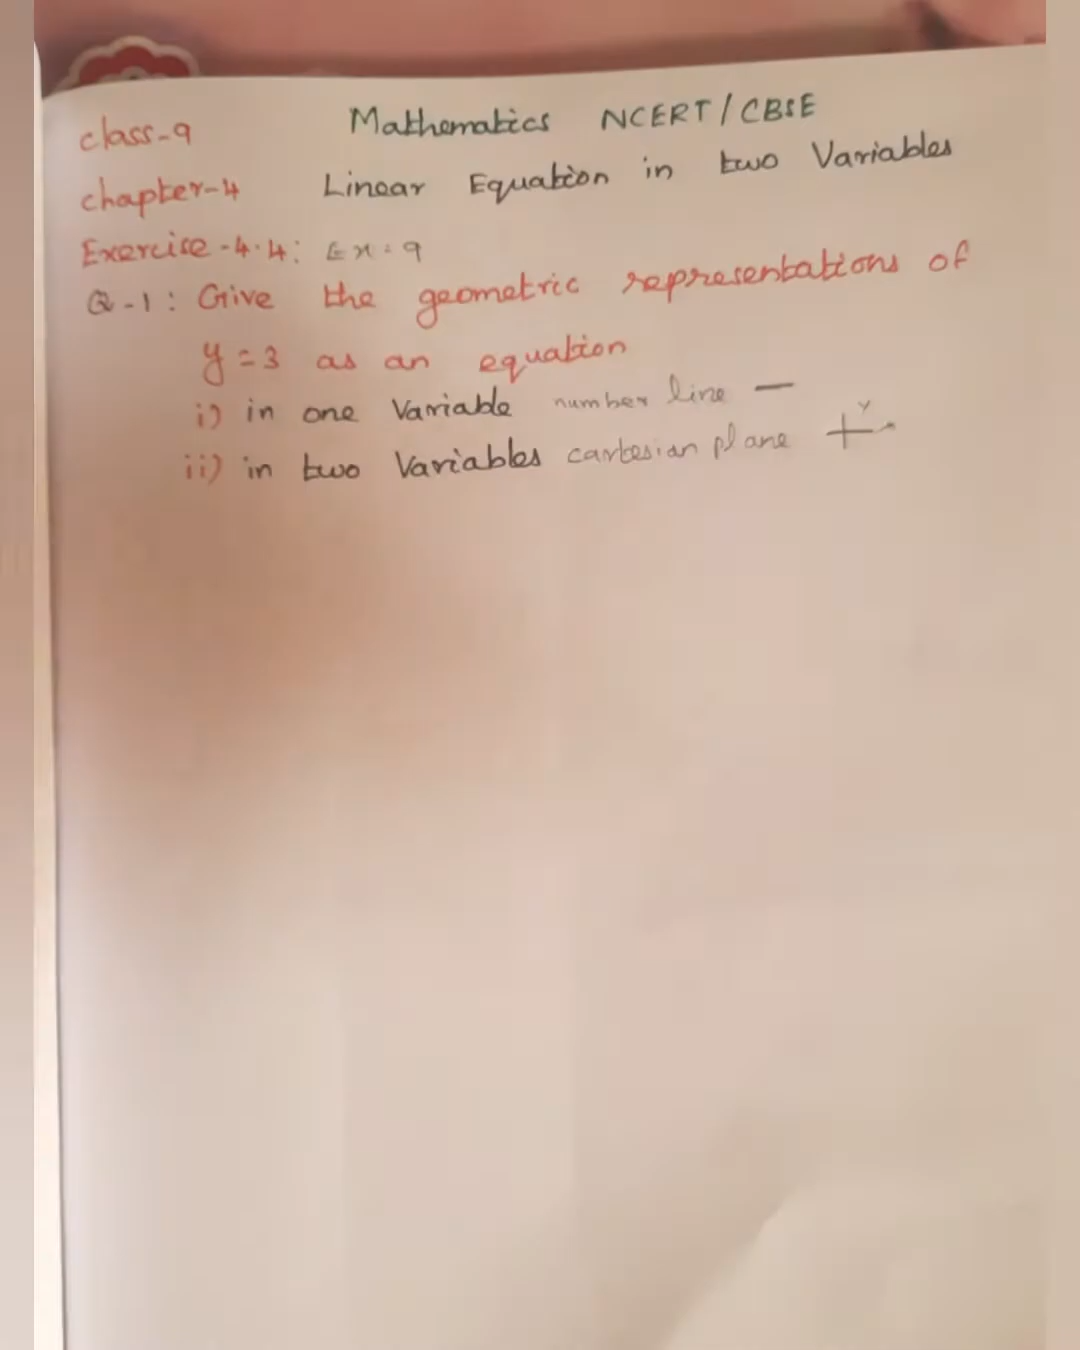 class-9 Mathematics NCERT/CBSE
chapter-4 Linear Equation in two Variables
Exercise-4.4: Ex: 9
Q-1: Give the geometric representations of
y=3 as an equation
i) in one Variable number line —
ii) in two Variables cartesian plane
Y